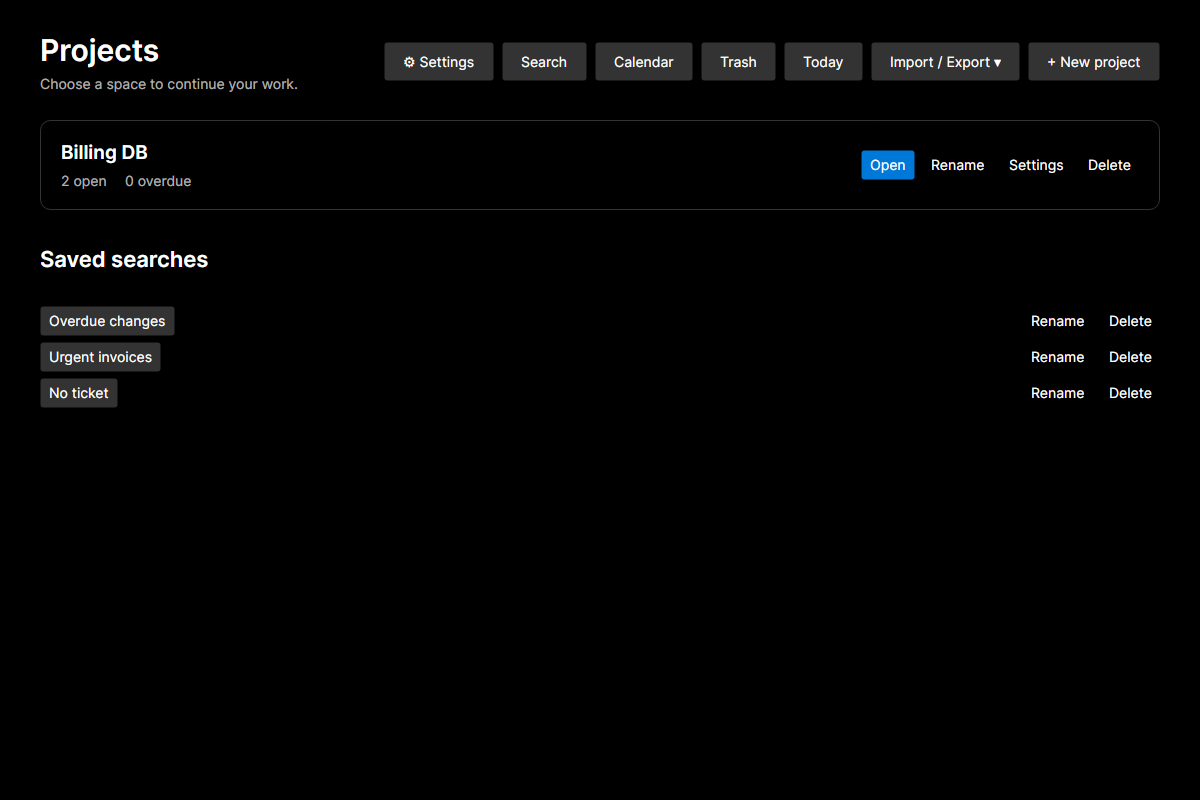 Projects
Choose a space to continue your work.
⚙ Settings
Search
Calendar
Trash
Today
Import / Export ▾
+ New project
Billing DB
2 open 0 overdue
Open
Rename
Settings
Delete
Saved searches
Overdue changes
Rename
Delete
Urgent invoices
Rename
Delete
No ticket
Rename
Delete